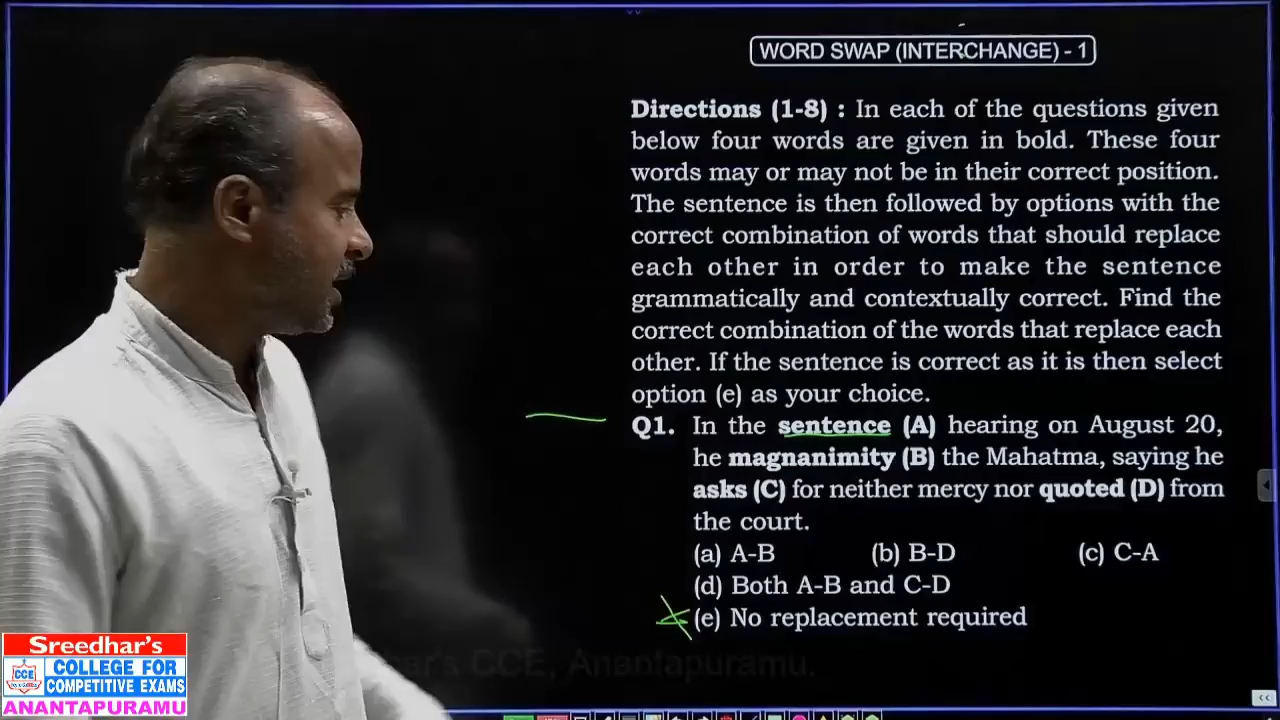 WORD SWAP (INTERCHANGE) - 1
Directions (1-8) : In each of the questions given
below four words are given in bold. These four
words may or may not be in their correct position.
The sentence is then followed by options with the
correct combination of words that should replace
each other in order to make the sentence
grammatically and contextually correct. Find the
correct combination of the words that replace each
other. If the sentence is correct as it is then select
option (e) as your choice.
Q1. In the sentence (A) hearing on August 20,
he magnanimity (B) the Mahatma, saying he
asks (C) for neither mercy nor quoted (D) from
the court.
(a) A-B (b) B-D (c) C-A
(d) Both A-B and C-D
(e) No replacement required
Sreedhar's
CCE
COLLEGE FOR
COMPETITIVE EXAMS
ANANTAPURAMU
har's CCE, Anantapuramu.